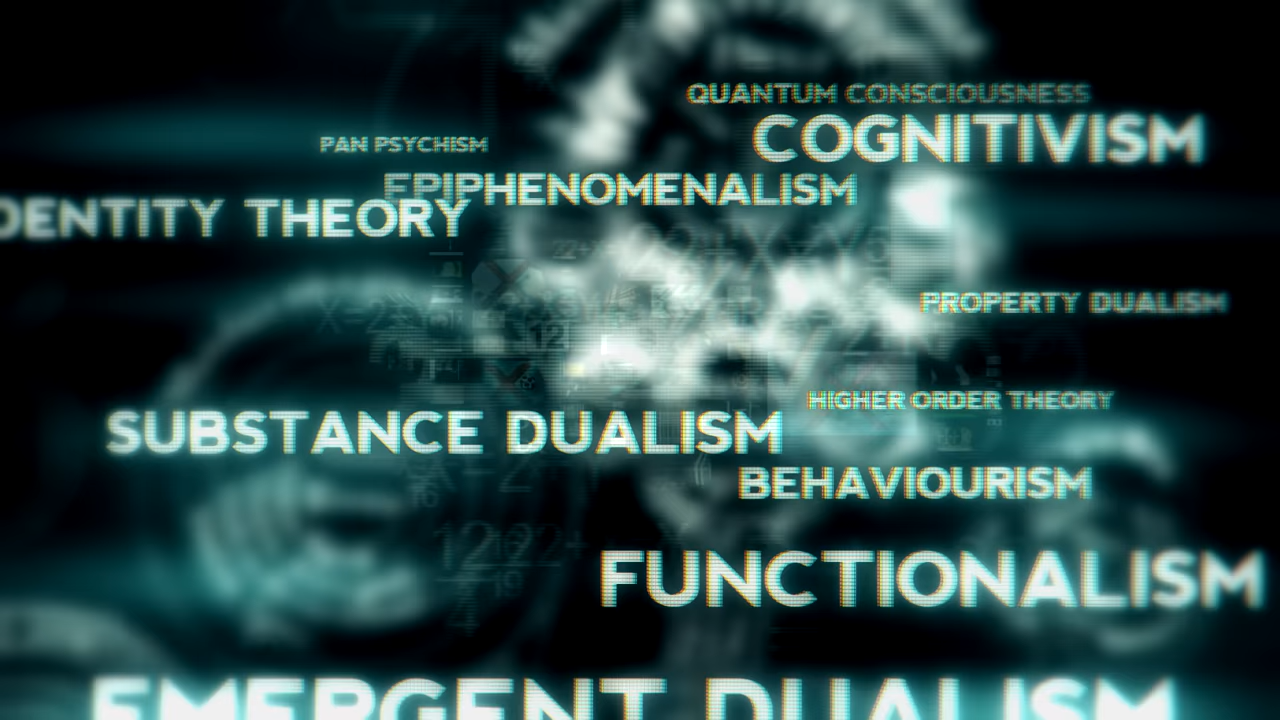 QUANTUM CONSCIOUSNESS
COGNITIVISM
PAN PSYCHISM
EPIPHENOMENALISM
DENTITY THEORY
PROPERTY DUALISM
HIGHER ORDER THEORY
SUBSTANCE DUALISM
BEHAVIOURISM
FUNCTIONALISM
EMERGENT DUALISM